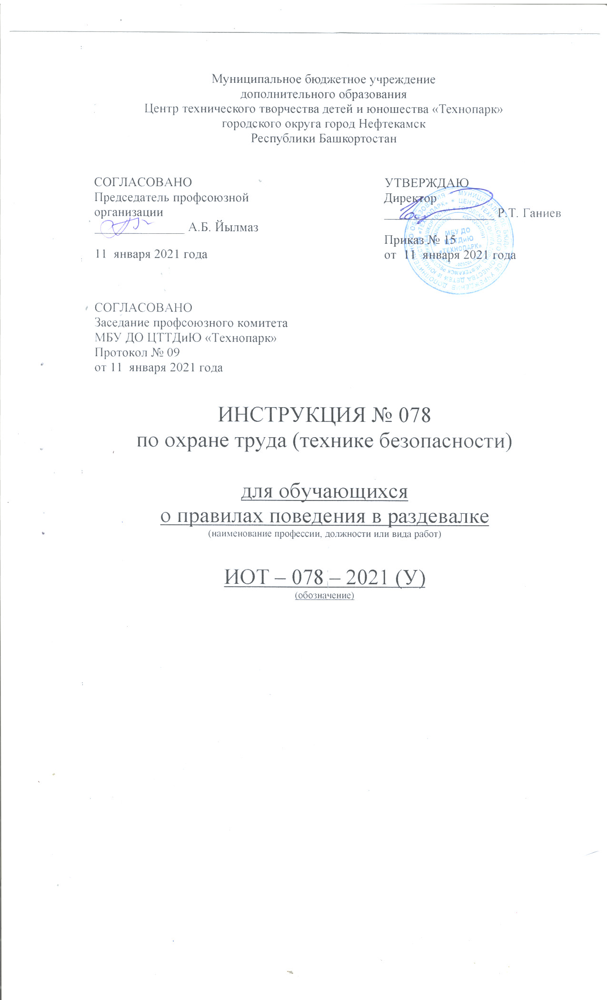 Муниципальное бюджетное учреждение
дополнительного образования
Центр технического творчества детей и юношества «Технопарк»
городского округа город Нефтекамск
Республики Башкортостан
СОГЛАСОВАНО
Председатель профсоюзной
организации
______________ А.Б. Йылмаз
11 января 2021 года
УТВЕРЖДАЮ
Директор
_________________ Р.Т. Ганиев
Приказ № 15
от 11 января 2021 года
МБУ ДО
ЦТТДиЮ
«ТЕХНОПАРК»
СОГЛАСОВАНО
Заседание профсоюзного комитета
МБУ ДО ЦТТДиЮ «Технопарк»
Протокол № 09
от 11 января 2021 года
ИНСТРУКЦИЯ № 078
по охране труда (технике безопасности)
для обучающихся
о правилах поведения в раздевалке
(наименование профессии, должности или вида работ)
ИОТ – 078 – 2021 (У)
(обозначение)